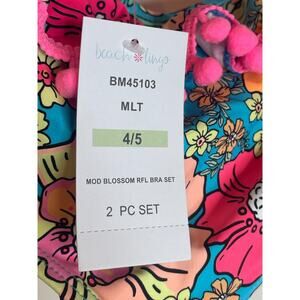 beach lingo
BM45103
MLT
4/5
MOD BLOSSOM RFL BRA SET
2 PC SET